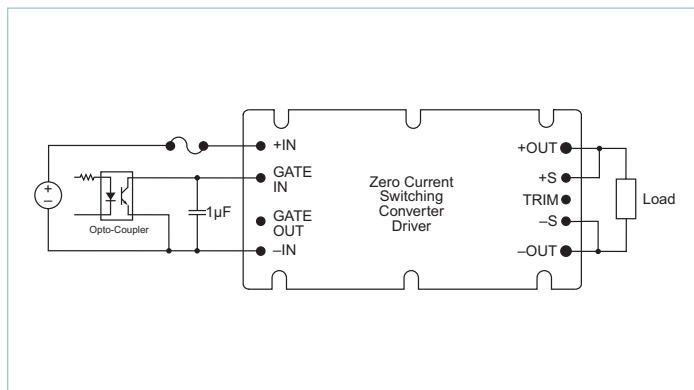 +IN
GATE
IN
GATE
OUT
–IN
1µF
+
–
Opto-Coupler
Zero Current
Switching
Converter
Driver
+OUT
+S
TRIM
–S
–OUT
Load